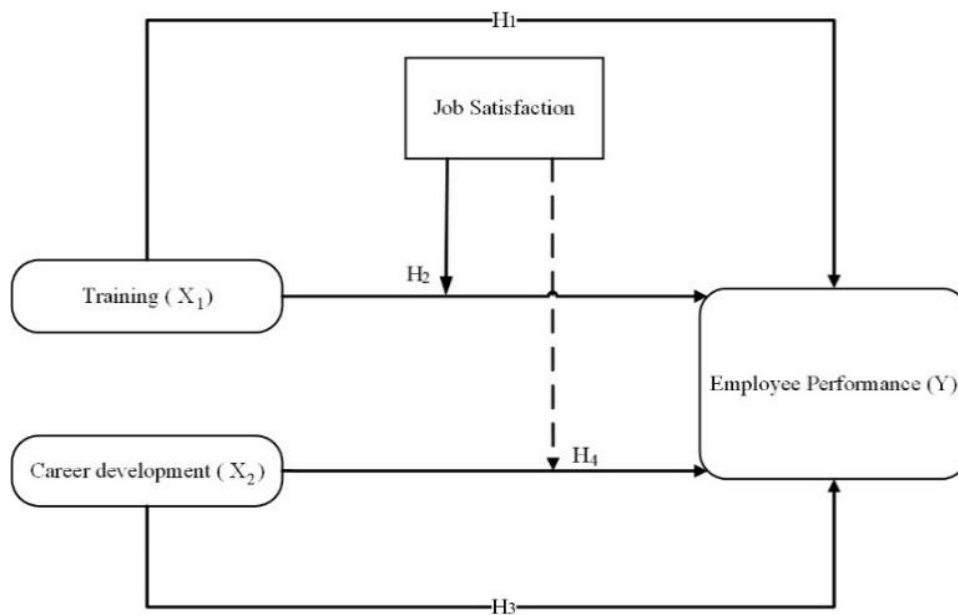 H1
Job Satisfaction
H2
Training ( X1)
Employee Performance (Y)
H4
Career development ( X2)
H3